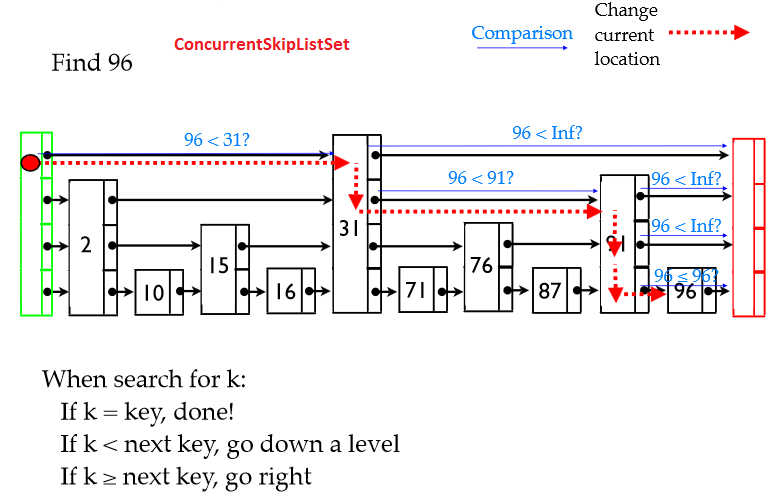 Find 96
ConcurrentSkipListSet
Comparison
Change
current
location
96 < 31?
96 < Inf?
96 < 91?
96 < Inf?
96 < Inf?
96 ≤ 96?
2
10
15
16
31
71
76
87
91
96
When search for k:
If k = key, done!
If k < next key, go down a level
If k ≥ next key, go right